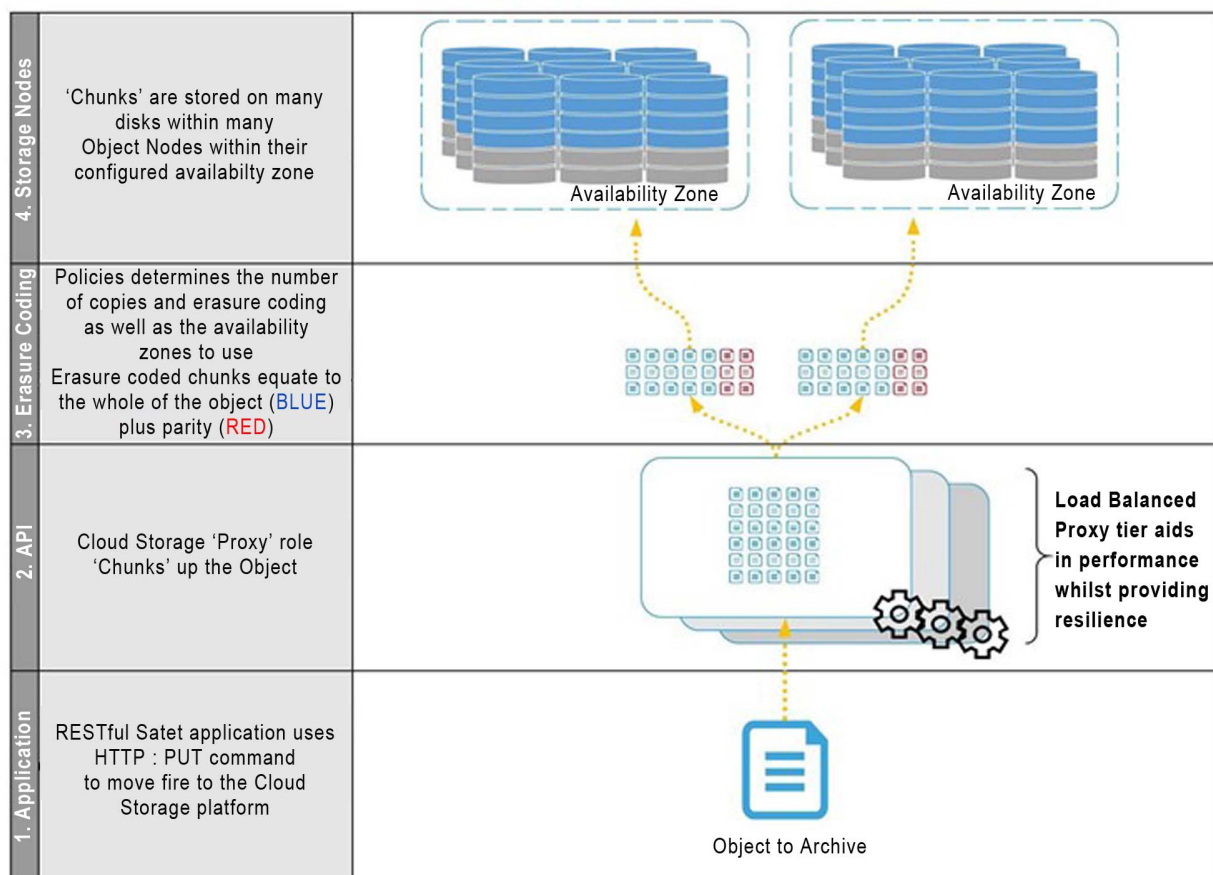 4. Storage Nodes
‘Chunks’ are stored on many
disks within many
Object Nodes within their
configured availabilty zone
Availability Zone
Availability Zone
3. Erasure Coding
Policies determines the number
of copies and erasure coding
as well as the availability
zones to use
Erasure coded chunks equate to
the whole of the object (BLUE)
plus parity (RED)
2. API
Cloud Storage ‘Proxy’ role
‘Chunks’ up the Object
Load Balanced
Proxy tier aids
in performance
whilst providing
resilience
1. Application
RESTful Satet application uses
HTTP : PUT command
to move fire to the Cloud
Storage platform
Object to Archive